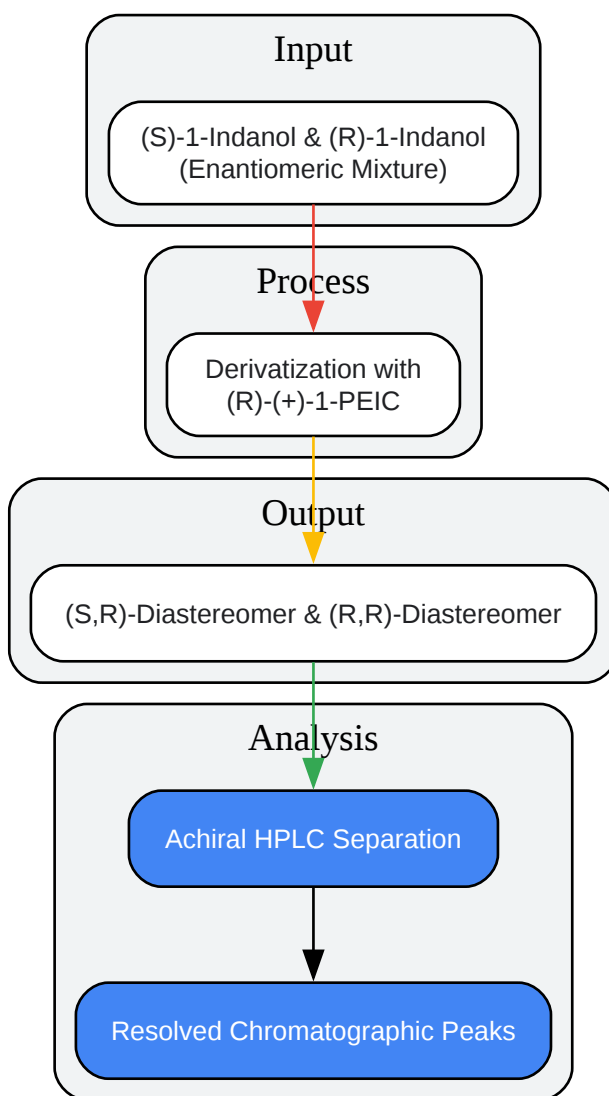 Input
(S)-1-Indanol & (R)-1-Indanol
(Enantiomeric Mixture)
Process
Derivatization with
(R)-(+)-1-PEIC
Output
(S,R)-Diastereomer & (R,R)-Diastereomer
Analysis
Achiral HPLC Separation
Resolved Chromatographic Peaks